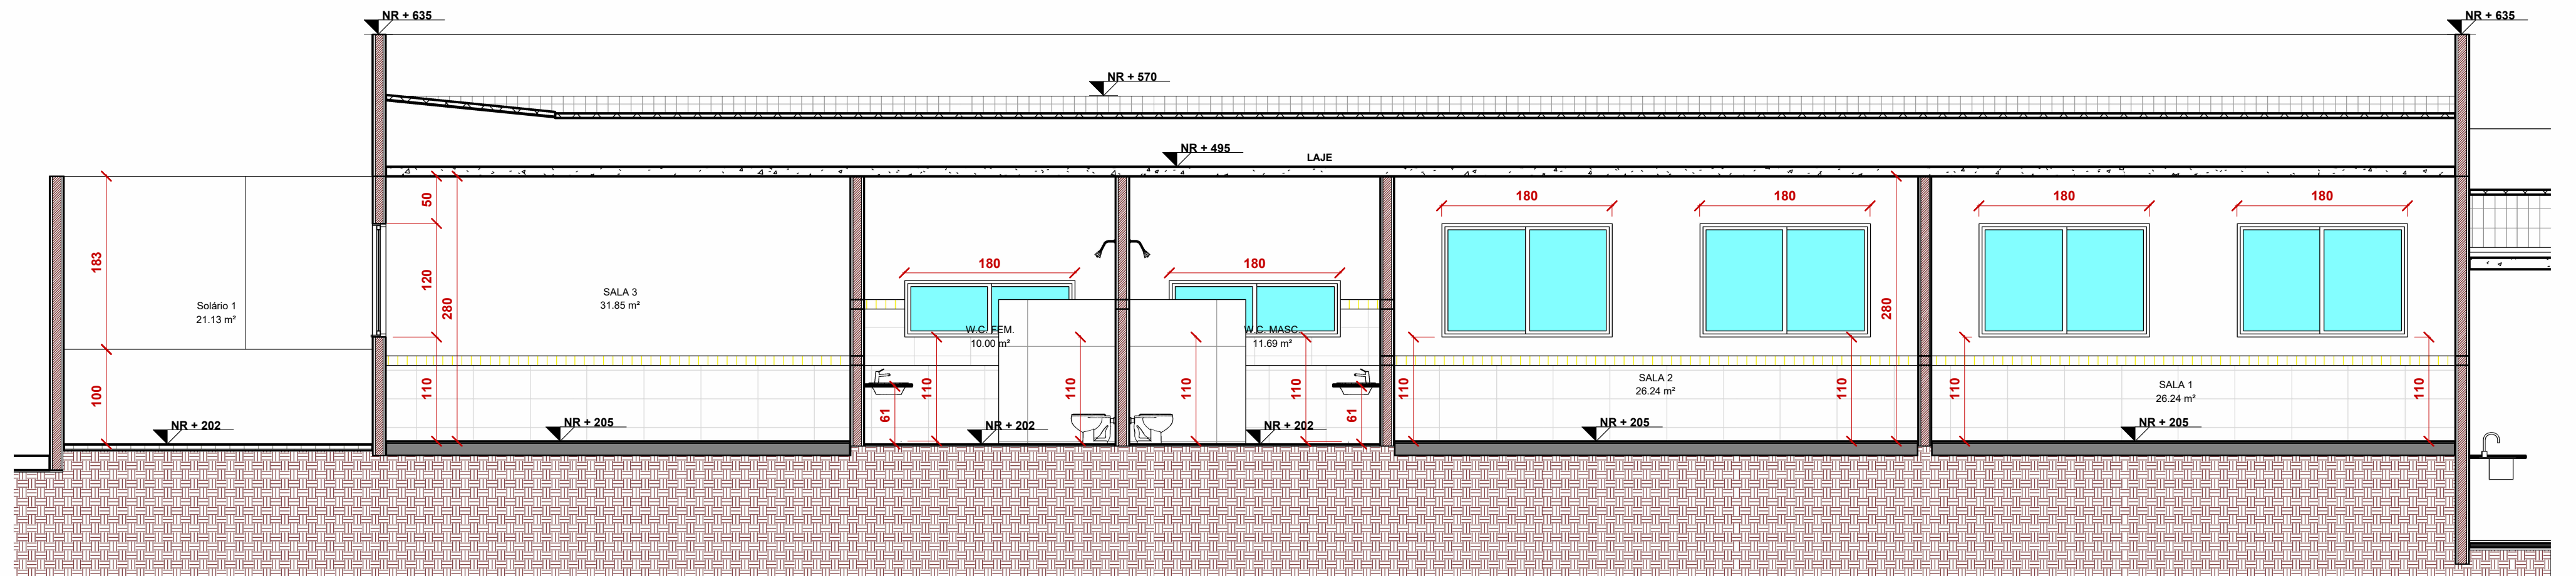 NR + 635
NR + 635
NR + 570
NR + 495
LAJE
50
180
180
180
180
183
120
280
180
180
280
Solário 1
21.13 m²
SALA 3
31.85 m²
W.C. FEM.
10.00 m²
W.C. MASC.
11.69 m²
100
110
61
110
110
110
110
61
110
SALA 2
26.24 m²
110
110
SALA 1
26.24 m²
110
NR + 202
NR + 205
NR + 202
NR + 202
NR + 205
NR + 205